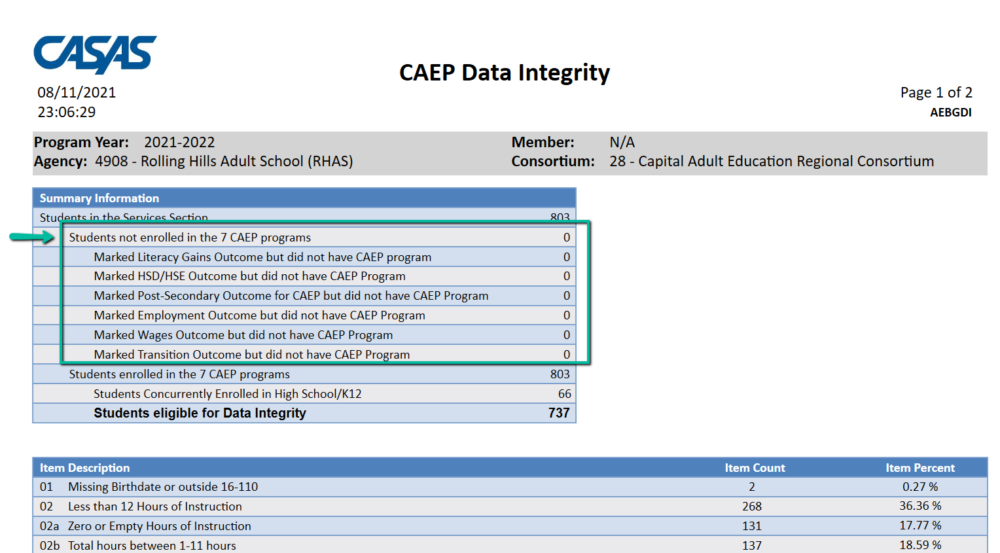 CASAS
CAEP Data Integrity
08/11/2021
23:06:29
Page 1 of 2
AEBGDI
Program Year: 2021-2022 Member: N/A
Agency: 4908 - Rolling Hills Adult School (RHAS) Consortium: 28 - Capital Adult Education Regional Consortium
Summary Information
Students in the Services Section 803
Students not enrolled in the 7 CAEP programs 0
Marked Literacy Gains Outcome but did not have CAEP program 0
Marked HSD/HSE Outcome but did not have CAEP Program 0
Marked Post-Secondary Outcome for CAEP but did not have CAEP Program 0
Marked Employment Outcome but did not have CAEP Program 0
Marked Wages Outcome but did not have CAEP Program 0
Marked Transition Outcome but did not have CAEP Program 0
Students enrolled in the 7 CAEP programs 803
Students Concurrently Enrolled in High School/K12 66
Students eligible for Data Integrity 737
Item Description Item Count Item Percent
01 Missing Birthdate or outside 16-110 2 0.27 %
02 Less than 12 Hours of Instruction 268 36.36 %
02a Zero or Empty Hours of Instruction 131 17.77 %
02b Total hours between 1-11 hours 137 18.59 %